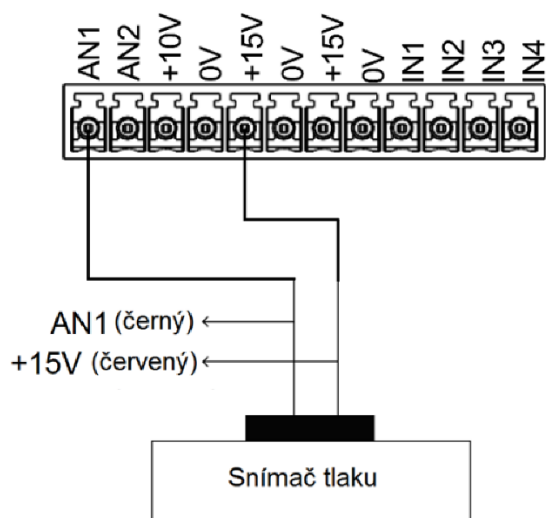 AN1 AN2 +10V 0V +15V 0V +15V 0V IN1 IN2 IN3 IN4
AN1 (černý)
+15V (červený)
Snímač tlaku